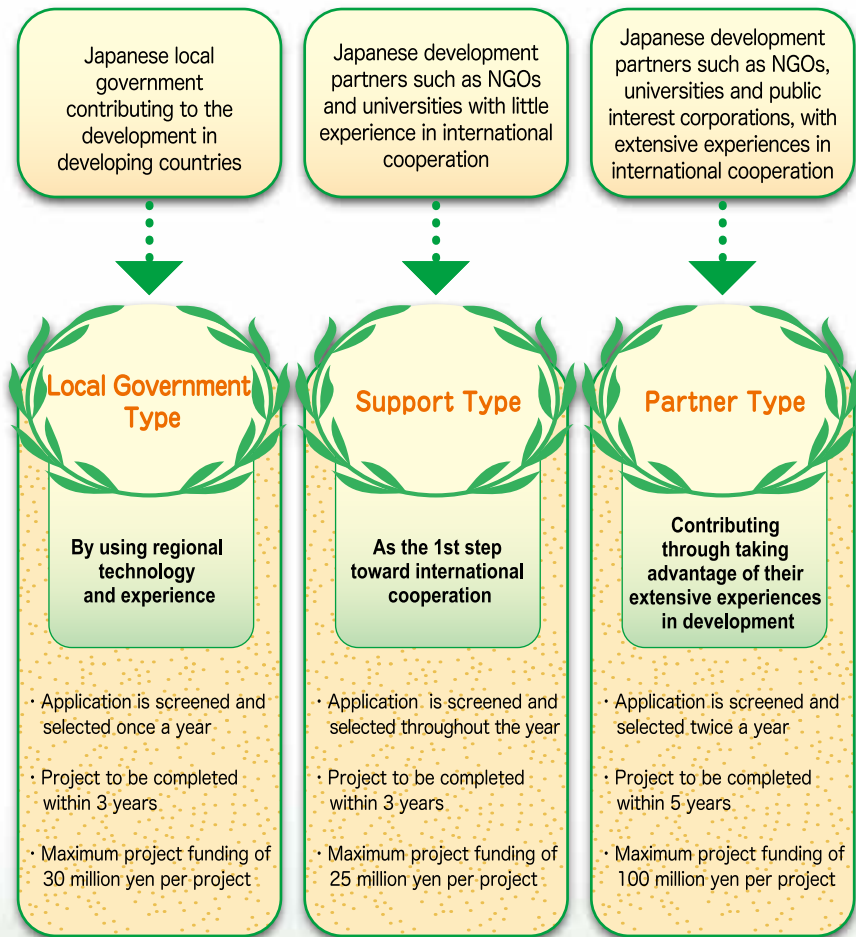 Japanese local
government
contributing to the
development in
developing countries
Japanese development
partners such as NGOs
and universities with little
experience in international
cooperation
Japanese development
partners such as NGOs,
universities and public
interest corporations, with
extensive experiences in
international cooperation
Local Government
Type
By using regional
technology
and experience
・Application is screened and
selected once a year
・Project to be completed
within 3 years
・Maximum project funding of
30 million yen per project
Support Type
As the 1st step
toward international
cooperation
・Application is screened and
selected throughout the year
・Project to be completed
within 3 years
・Maximum project funding of
25 million yen per project
Partner Type
Contributing
through taking
advantage of their
extensive experiences
in development
・Application is screened and
selected twice a year
・Project to be completed
within 5 years
・Maximum project funding of
100 million yen per project